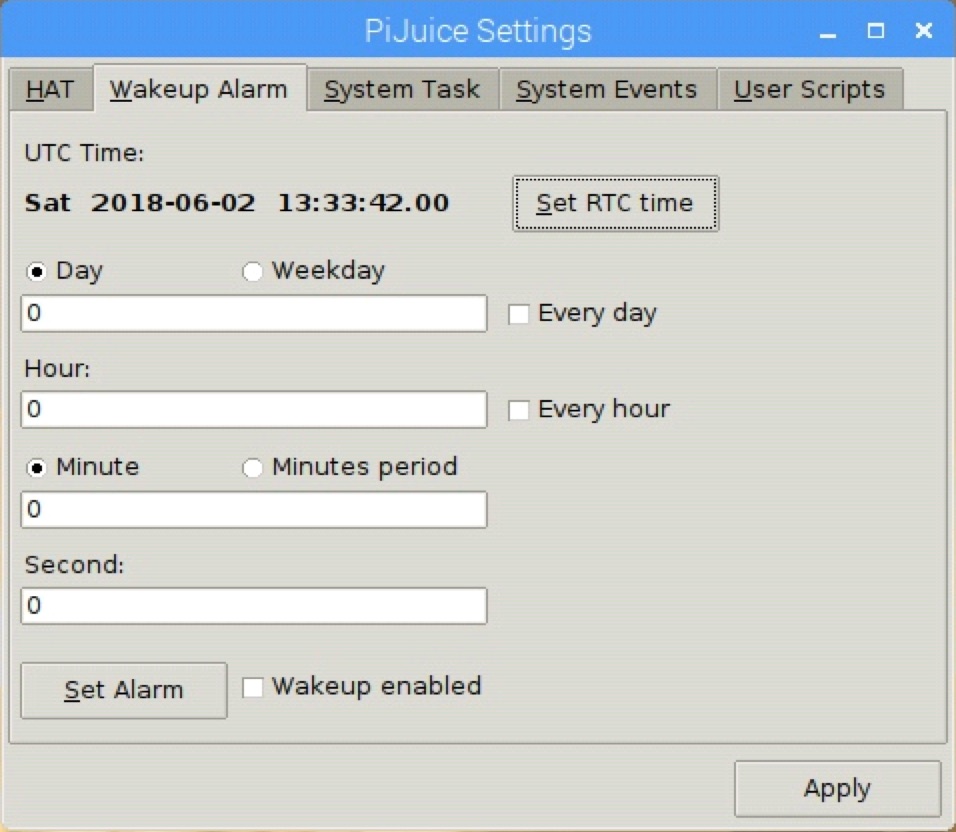 PiJuice Settings
HAT Wakeup Alarm System Task System Events User Scripts
UTC Time:
Sat 2018-06-02 13:33:42.00 Set RTC time
Day Weekday
0 Every day
Hour:
0 Every hour
Minute Minutes period
0
Second:
0
Set Alarm Wakeup enabled
Apply